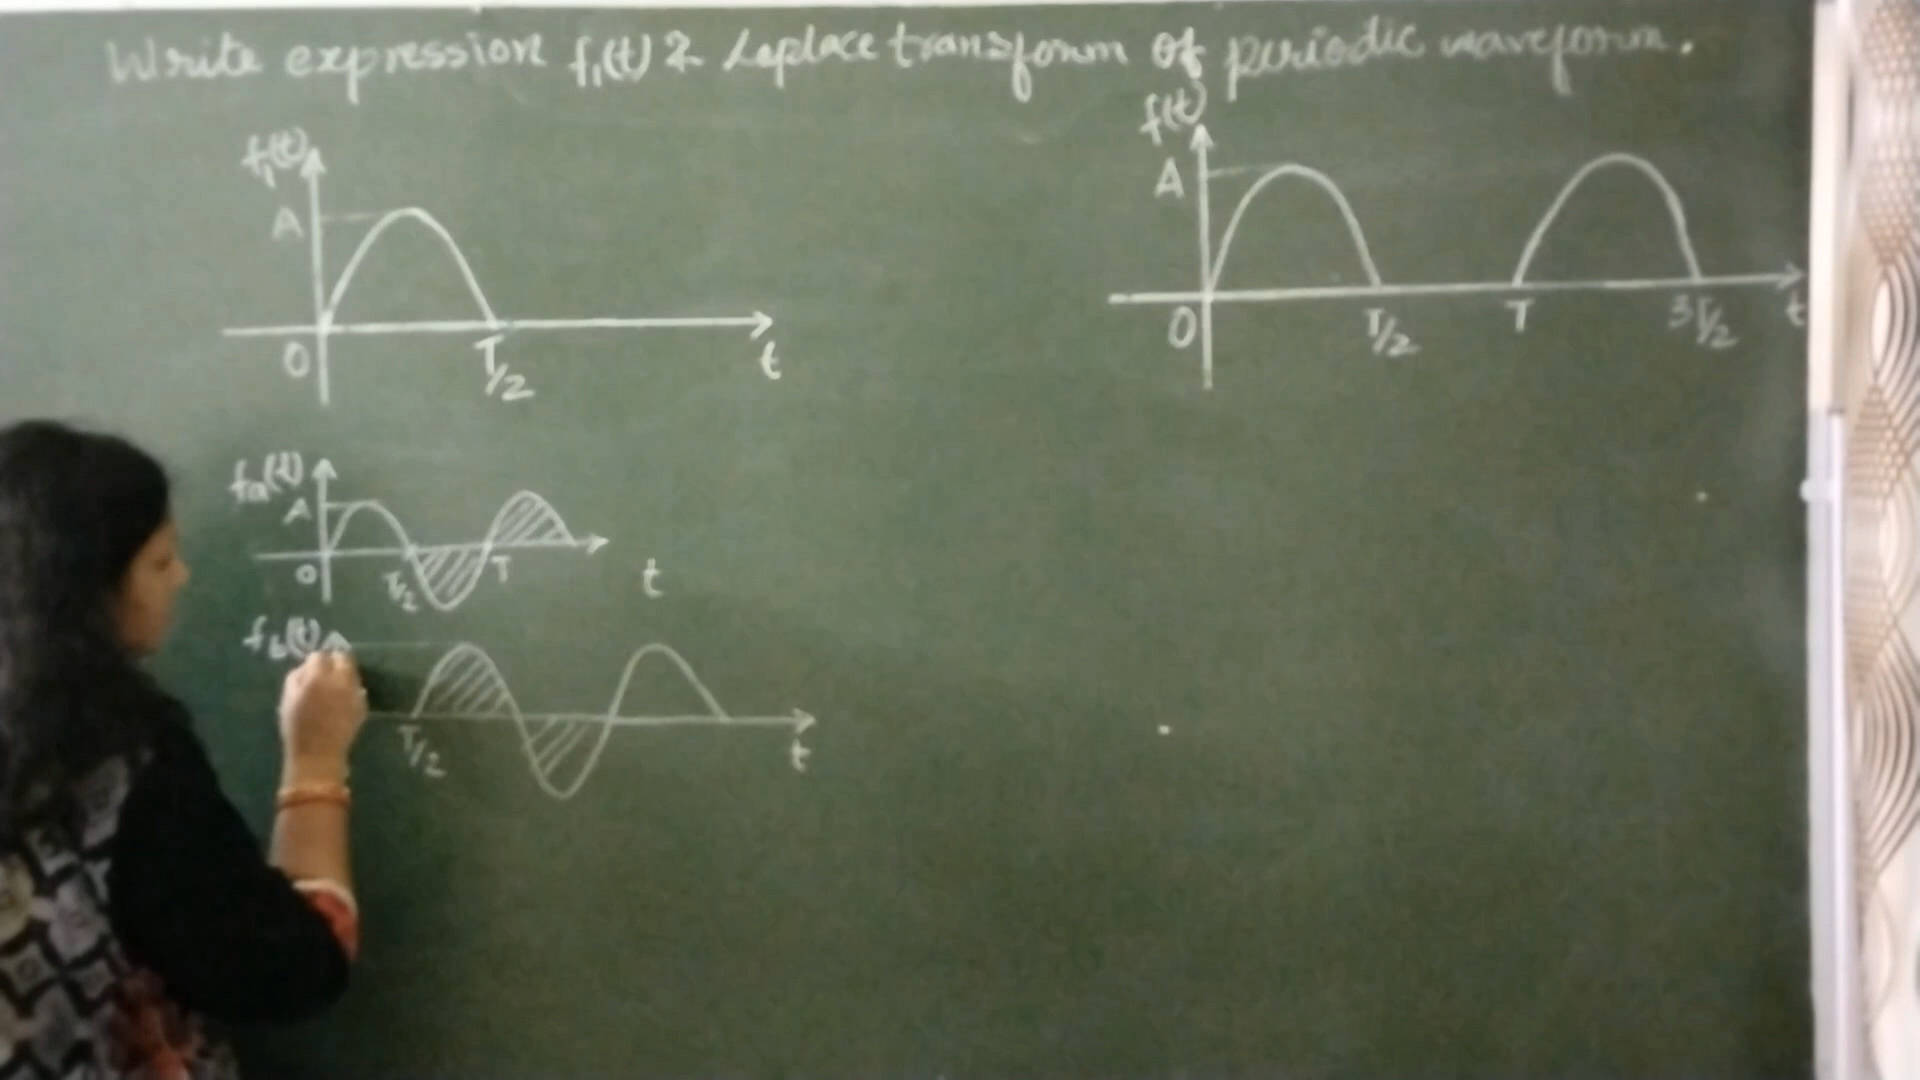 Write expression f₁(t) & Laplace transform of periodic waveform.
f₁(t)
A
0
T/2
t
f(t)
A
0
T/2
T
3T/2
t
fa(t)
A
0
T/2
T
t
fb(t)
T/2
t